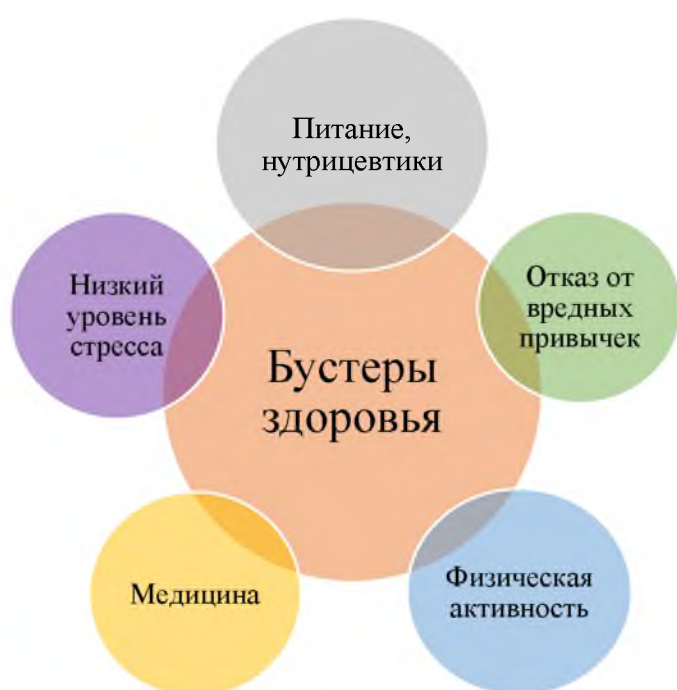 Питание,
нутрицевтики
Низкий
уровень
стресса
Отказ от
вредных
привычек
Бустеры
здоровья
Медицина
Физическая
активность